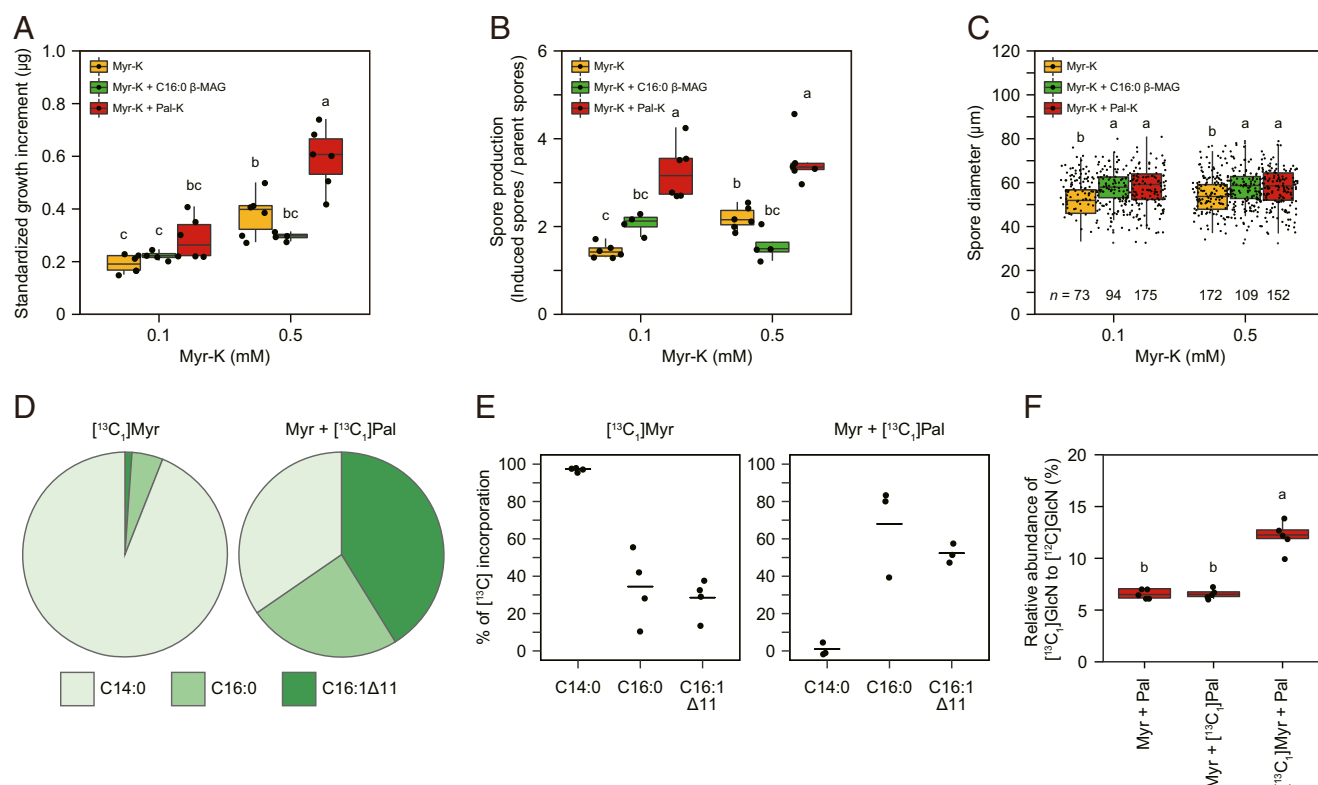 A
Standardized growth increment (µg)
1.0
0.8
0.6
0.4
0.2
0
Myr-K
Myr-K + C16:0 β-MAG
Myr-K + Pal-K
c
c
bc
b
bc
a
0.1
0.5
Myr-K (mM)
B
Spore production
(Induced spores / parent spores)
6
4
2
0
Myr-K
Myr-K + C16:0 β-MAG
Myr-K + Pal-K
c
bc
a
b
bc
a
0.1
0.5
Myr-K (mM)
C
Spore diameter (µm)
120
100
80
60
40
20
0
Myr-K
Myr-K + C16:0 β-MAG
Myr-K + Pal-K
b
a
a
b
a
a
n = 73 94 175 172 109 152
0.1
0.5
Myr-K (mM)
D
[¹³C₁]Myr
Myr + [¹³C₁]Pal
C14:0
C16:0
C16:1Δ11
E
% of [¹³C] incorporation
[¹³C₁]Myr
100
80
60
40
20
0
C14:0
C16:0
C16:1
Δ11
Myr + [¹³C₁]Pal
100
80
60
40
20
0
C14:0
C16:0
C16:1
Δ11
F
Relative abundance of
[¹³C₁]GlcN to [¹²C]GlcN (%)
20
15
10
5
0
b
b
a
Myr + Pal
Myr + [¹³C₁]Pal
¹³C₁]Myr + Pal